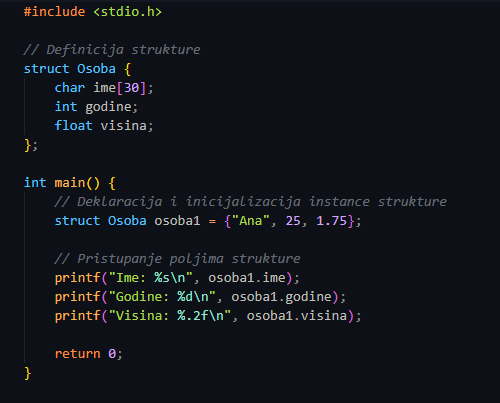 #include <stdio.h>
// Definicija strukture
struct Osoba {
    char ime[30];
    int godine;
    float visina;
};
int main() {
    // Deklaracija i inicijalizacija instance strukture
    struct Osoba osoba1 = {"Ana", 25, 1.75};
    // Pristupanje poljima strukture
    printf("Ime: %s\n", osoba1.ime);
    printf("Godine: %d\n", osoba1.godine);
    printf("Visina: %.2f\n", osoba1.visina);
    return 0;
}